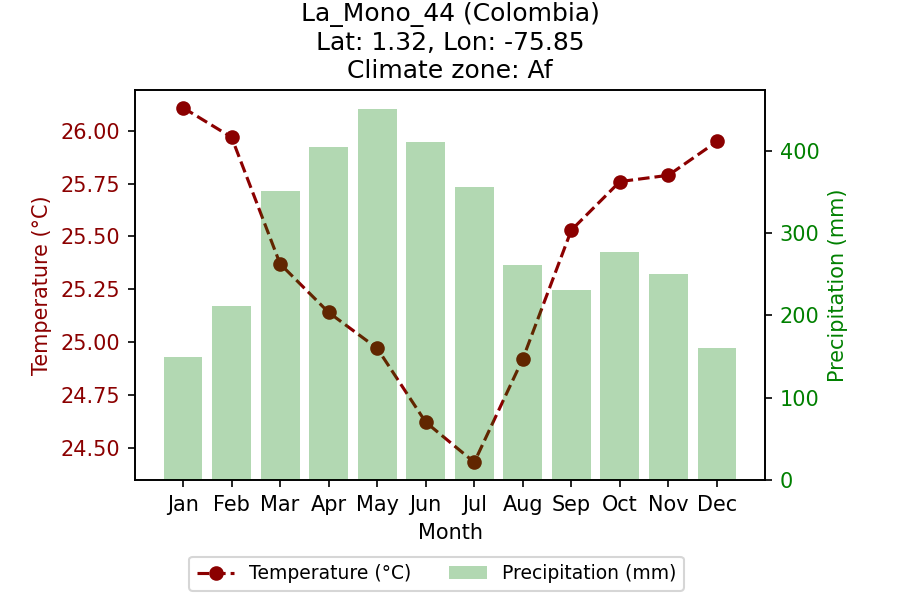 La_Mono_44 (Colombia)
Lat: 1.32, Lon: -75.85
Climate zone: Af
Temperature (°C)
26.00
25.75
25.50
25.25
25.00
24.75
24.50
400
300
200
100
0
Precipitation (mm)
Jan Feb Mar Apr May Jun Jul Aug Sep Oct Nov Dec
Month
Temperature (°C) Precipitation (mm)